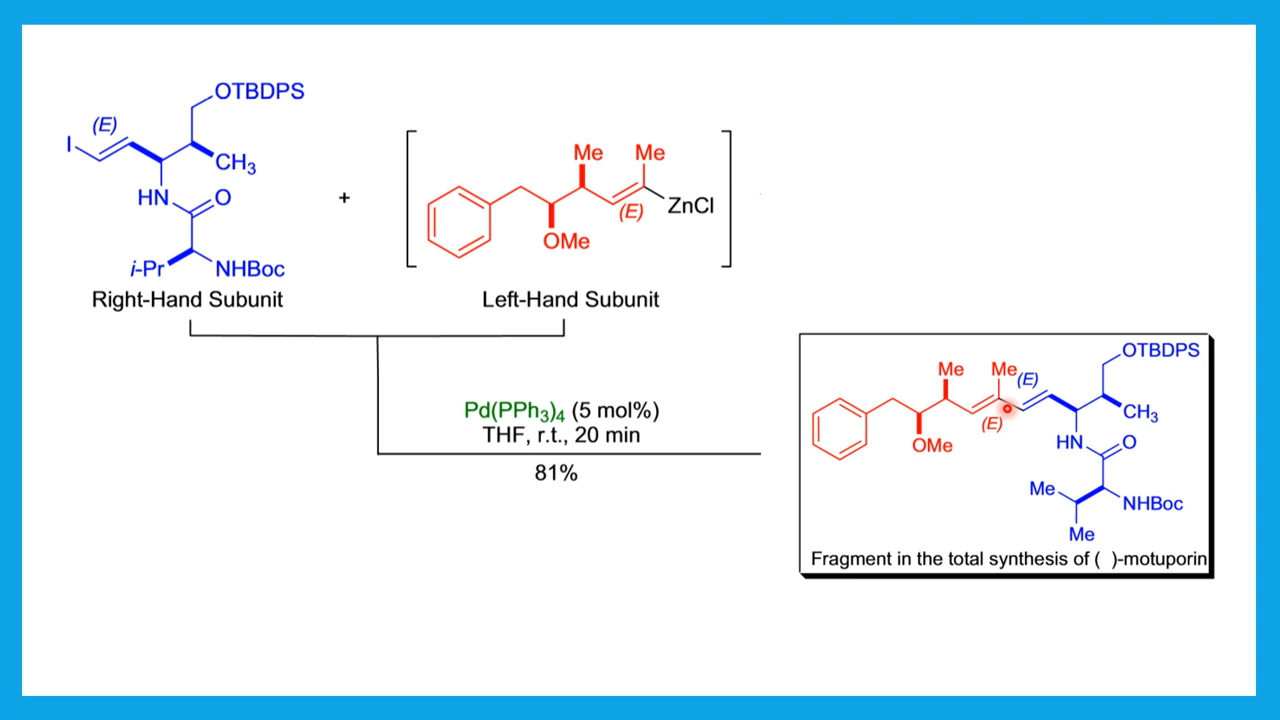 OTBDPS
(E)
I
CH3
HN
O
i-Pr
NHBoc
Right-Hand Subunit
+
Me
Me
(E)
ZnCl
OMe
Left-Hand Subunit
Pd(PPh3)4 (5 mol%)
THF, r.t., 20 min
81%
OTBDPS
Me
Me
(E)
(E)
CH3
OMe
HN
O
Me
NHBoc
Me
Fragment in the total synthesis of ( )-motuporin